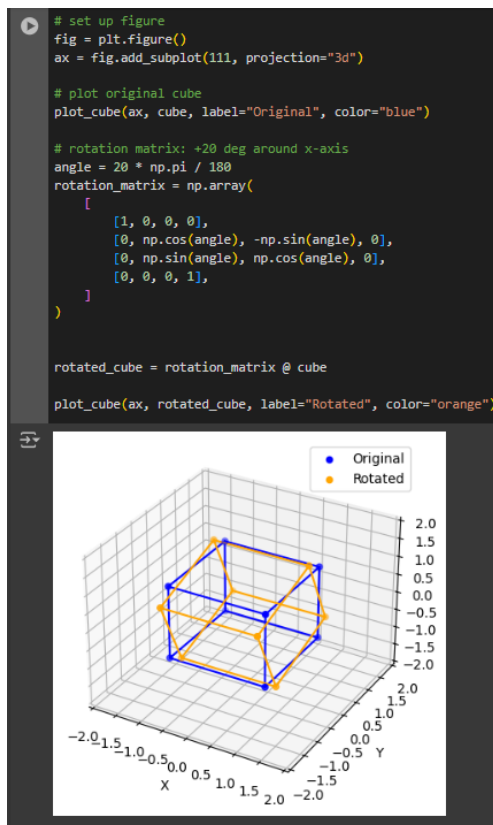 # set up figure
fig = plt.figure()
ax = fig.add_subplot(111, projection="3d")

# plot original cube
plot_cube(ax, cube, label="Original", color="blue")

# rotation matrix: +20 deg around x-axis
angle = 20 * np.pi / 180
rotation_matrix = np.array(
    [
        [1, 0, 0, 0],
        [0, np.cos(angle), -np.sin(angle), 0],
        [0, np.sin(angle), np.cos(angle), 0],
        [0, 0, 0, 1],
    ]
)

rotated_cube = rotation_matrix @ cube

plot_cube(ax, rotated_cube, label="Rotated", color="orange")
Original
Rotated
2.0
1.5
1.0
0.5
0.0
−0.5
−1.0
−1.5
−2.0
2.0
1.5
1.0
0.5
0.0
−0.5
−1.0
−1.5
−2.0
Y
−2.0
−1.5
−1.0
−0.5
0.0
0.5
1.0
1.5
2.0
X